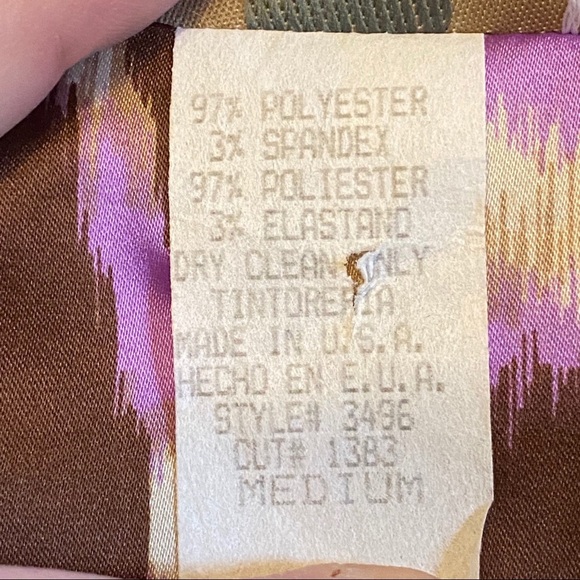 97% POLYESTER
3% SPANDEX
97% POLIESTER
3% ELASTANO
DRY CLEAN ONLY
TINTORERIA
MADE IN U.S.A.
HECHO EN E.U.A.
STYLE# 3496
CUT# 1383
MEDIUM